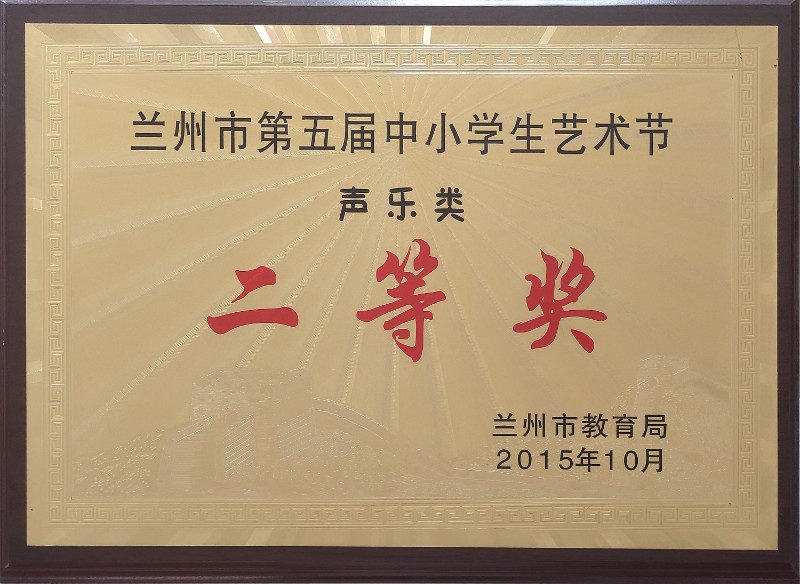 兰州市第五届中小学生艺术节
声乐类
二等奖
兰州市教育局
2015年10月